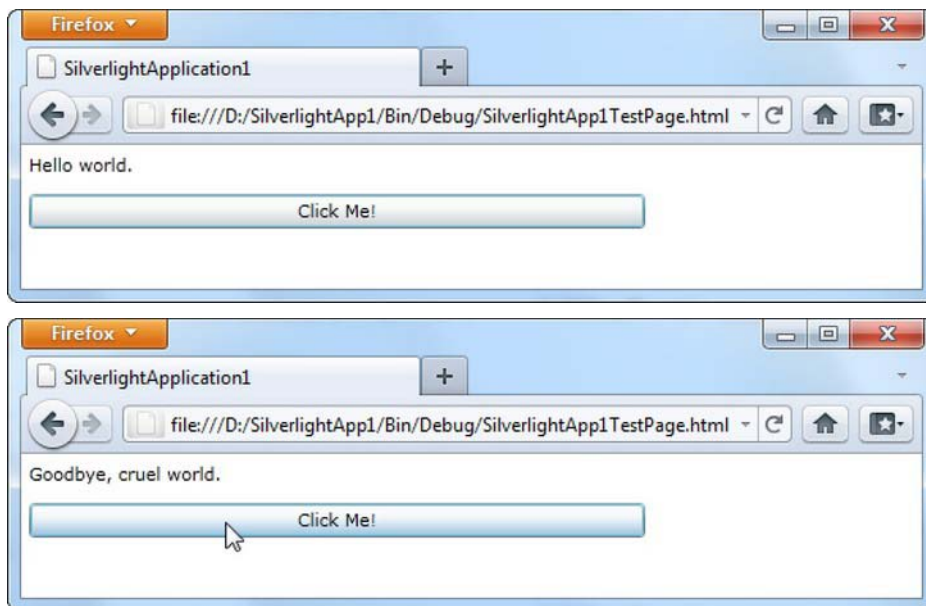 Firefox
SilverlightApplication1
file:///D:/SilverlightApp1/Bin/Debug/SilverlightApp1TestPage.html
Hello world.
Click Me!
Firefox
SilverlightApplication1
file:///D:/SilverlightApp1/Bin/Debug/SilverlightApp1TestPage.html
Goodbye, cruel world.
Click Me!